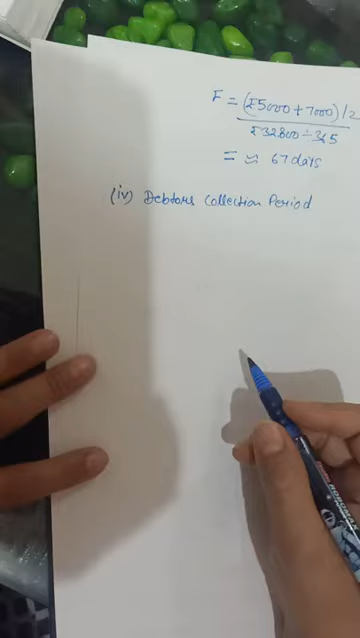 F = (₹5000 + 7000) / 2
₹32800 ÷ 365
= ≈ 67 days
(iv) Debtors Collection Period